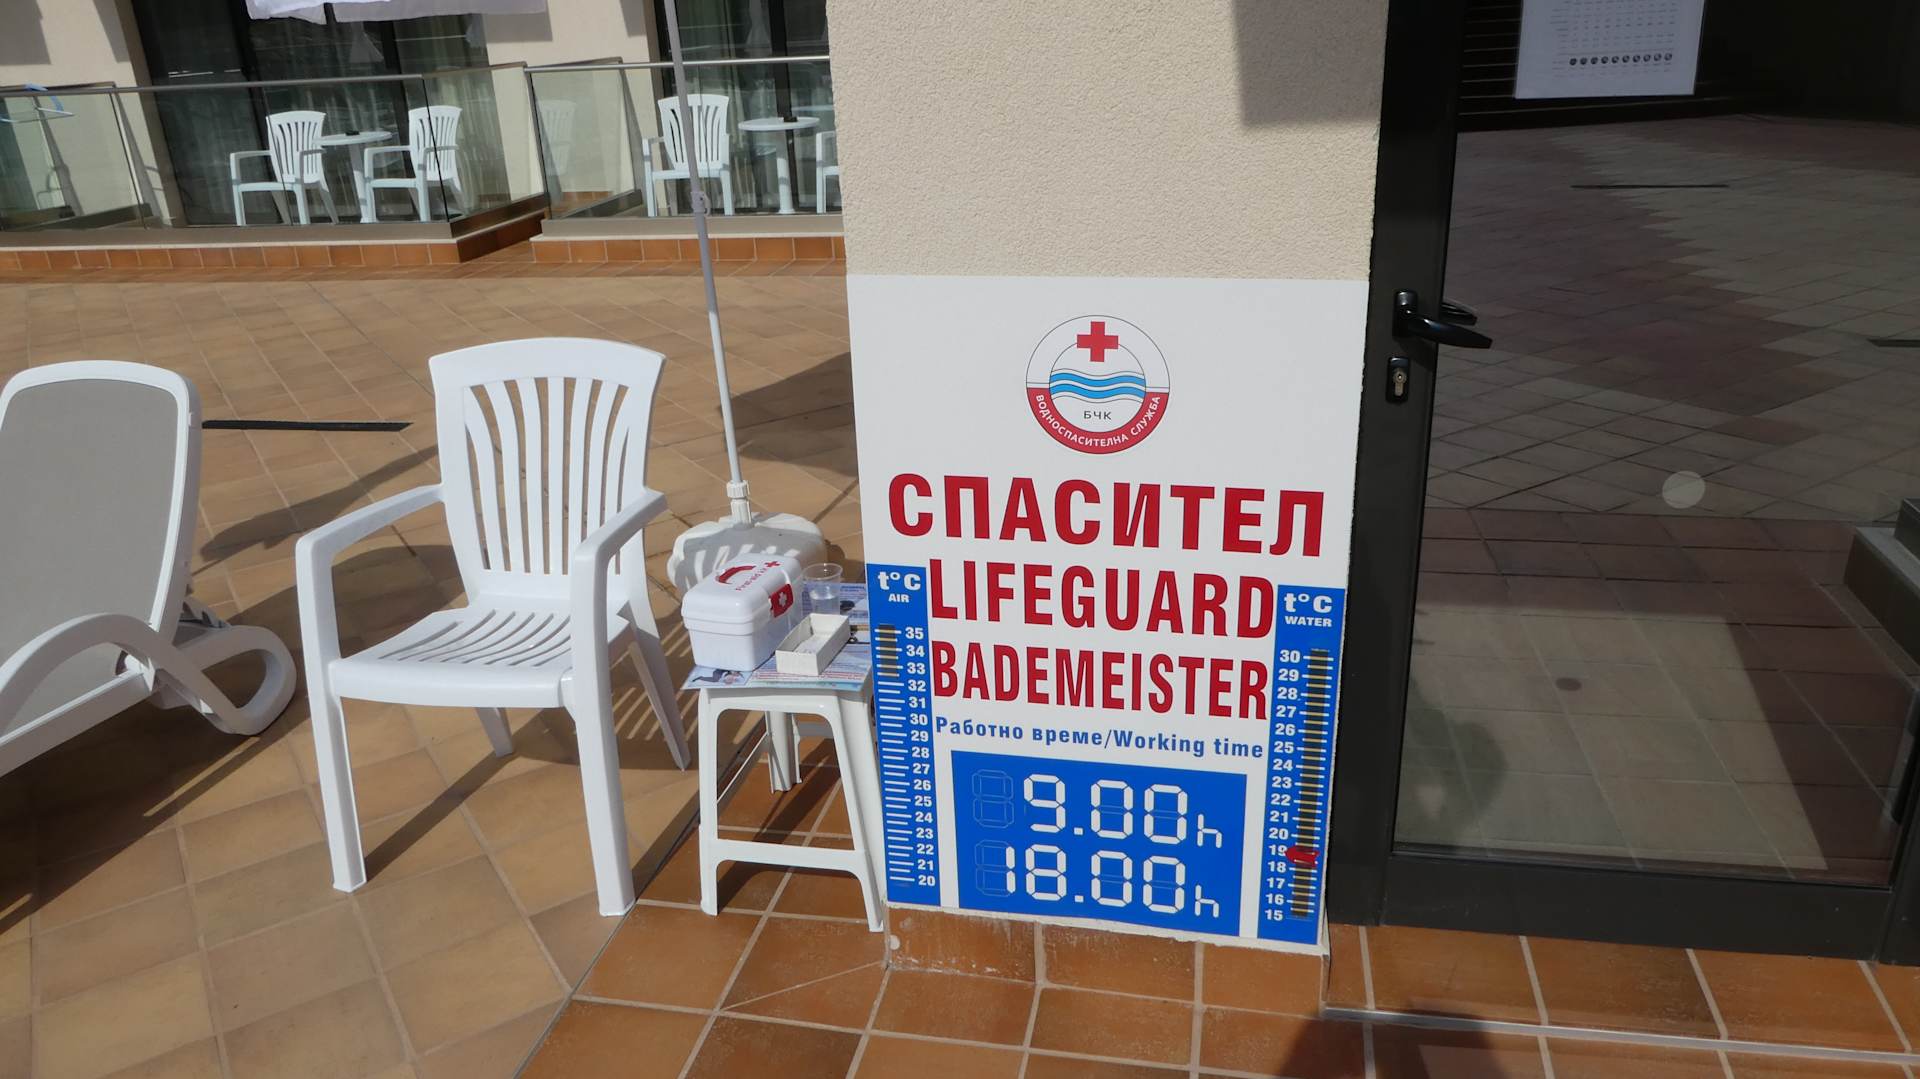 БЧК
ВОДНОСПАСИТЕЛНА СЛУЖБА
СПАСИТЕЛ
LIFEGUARD
BADEMEISTER
Работно време/Working time
9.00h
18.00h
t°C
AIR
35
34
33
32
31
30
29
28
27
26
25
24
23
22
21
20
t°C
WATER
30
29
28
27
26
25
24
23
22
21
20
19
18
17
16
15